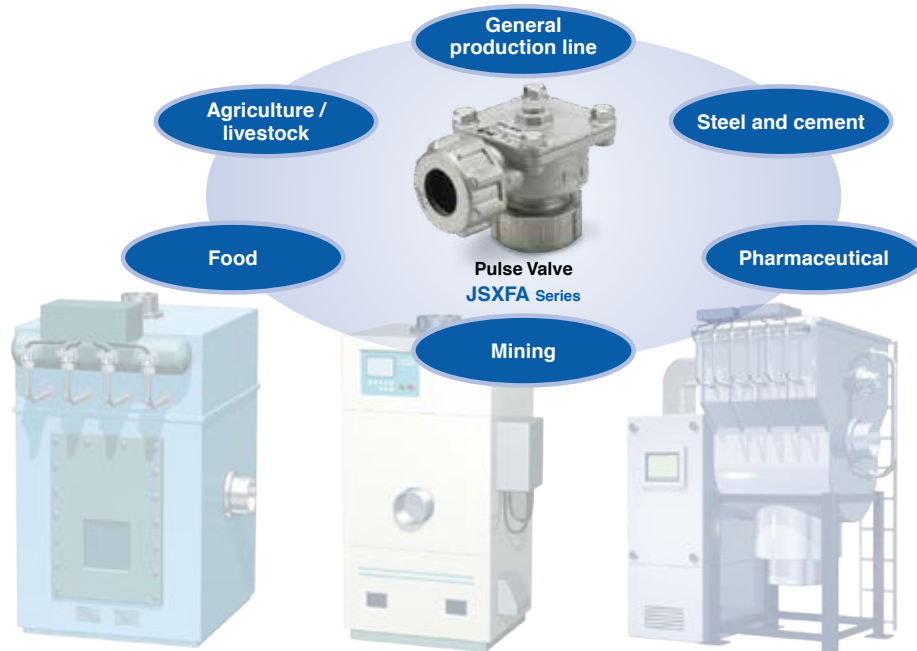 General
production line
Agriculture /
livestock
Steel and cement
Food
Pharmaceutical
Pulse Valve
JSXFA Series
Mining